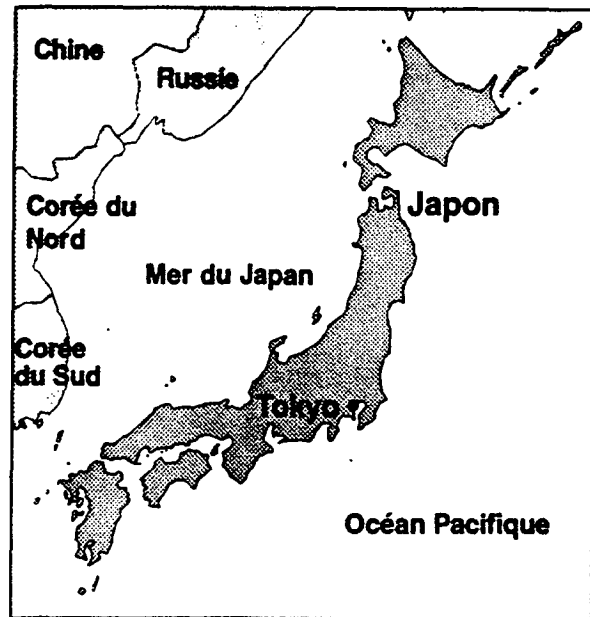 Chine
Russie
Corée du
Nord
Japon
Mer du Japan
Corée
du Sud
Tokyo
Océan Pacifique